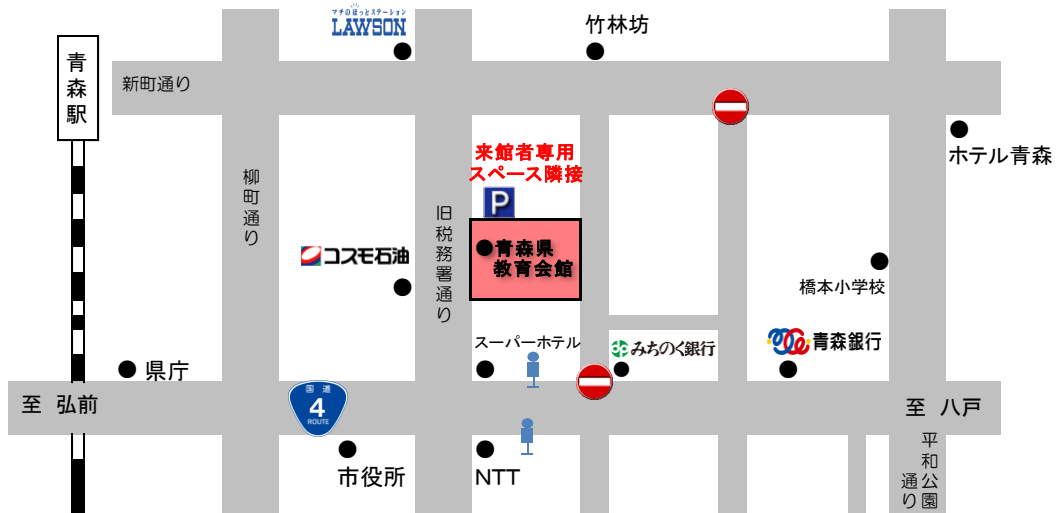 マチのほっとステーション
LAWSON
竹林坊
青森駅
新町通り
ホテル青森
来館者専用
スペース隣接
P
柳町通り
旧税務署通り
コスモ石油
青森県
教育会館
橋本小学校
スーパーホテル
みちのく銀行
青森銀行
県庁
至 弘前
国道
4
ROUTE
至 八戸
市役所
NTT
平和公園
通り